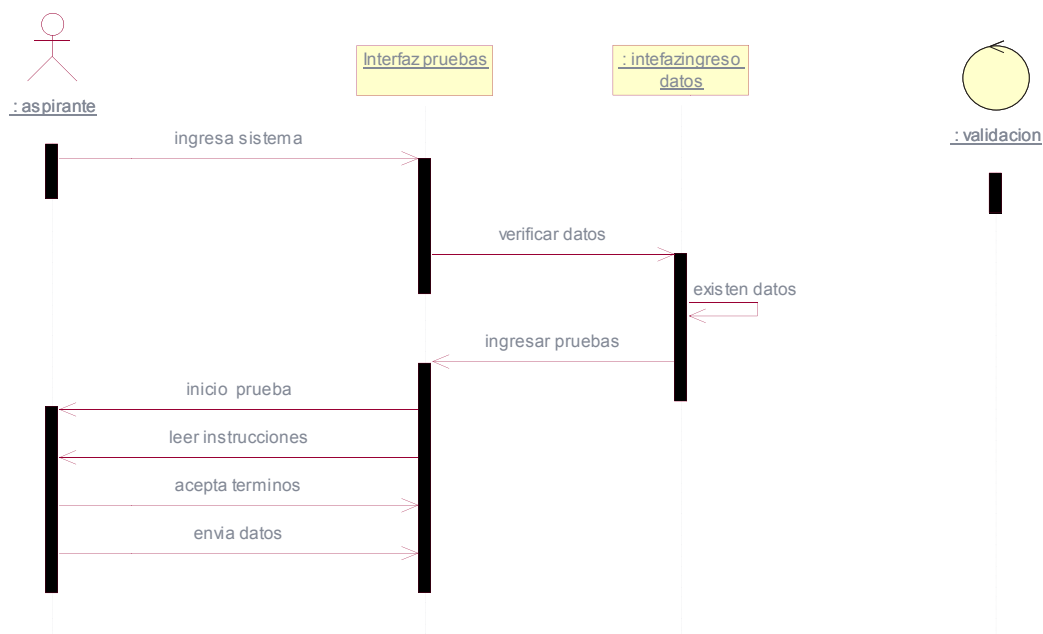 Interfaz pruebas
: intefazingreso
datos
: aspirante
: validacion
ingresa sistema
verificar datos
existen datos
ingresar pruebas
inicio prueba
leer instrucciones
acepta terminos
envia datos